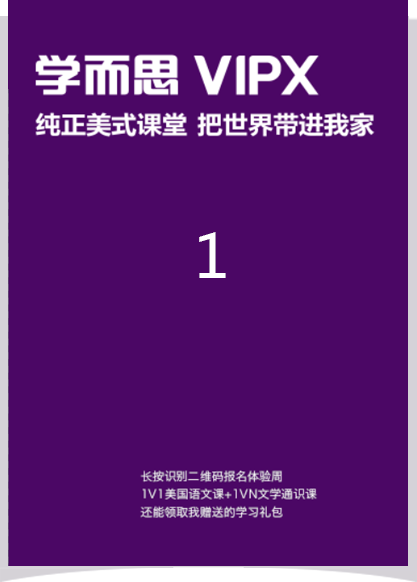 学而思 VIPX
纯正美式课堂 把世界带进我家
1
长按识别二维码报名体验周
1V1美国语文课+1VN文学通识课
还能领取我赠送的学习礼包